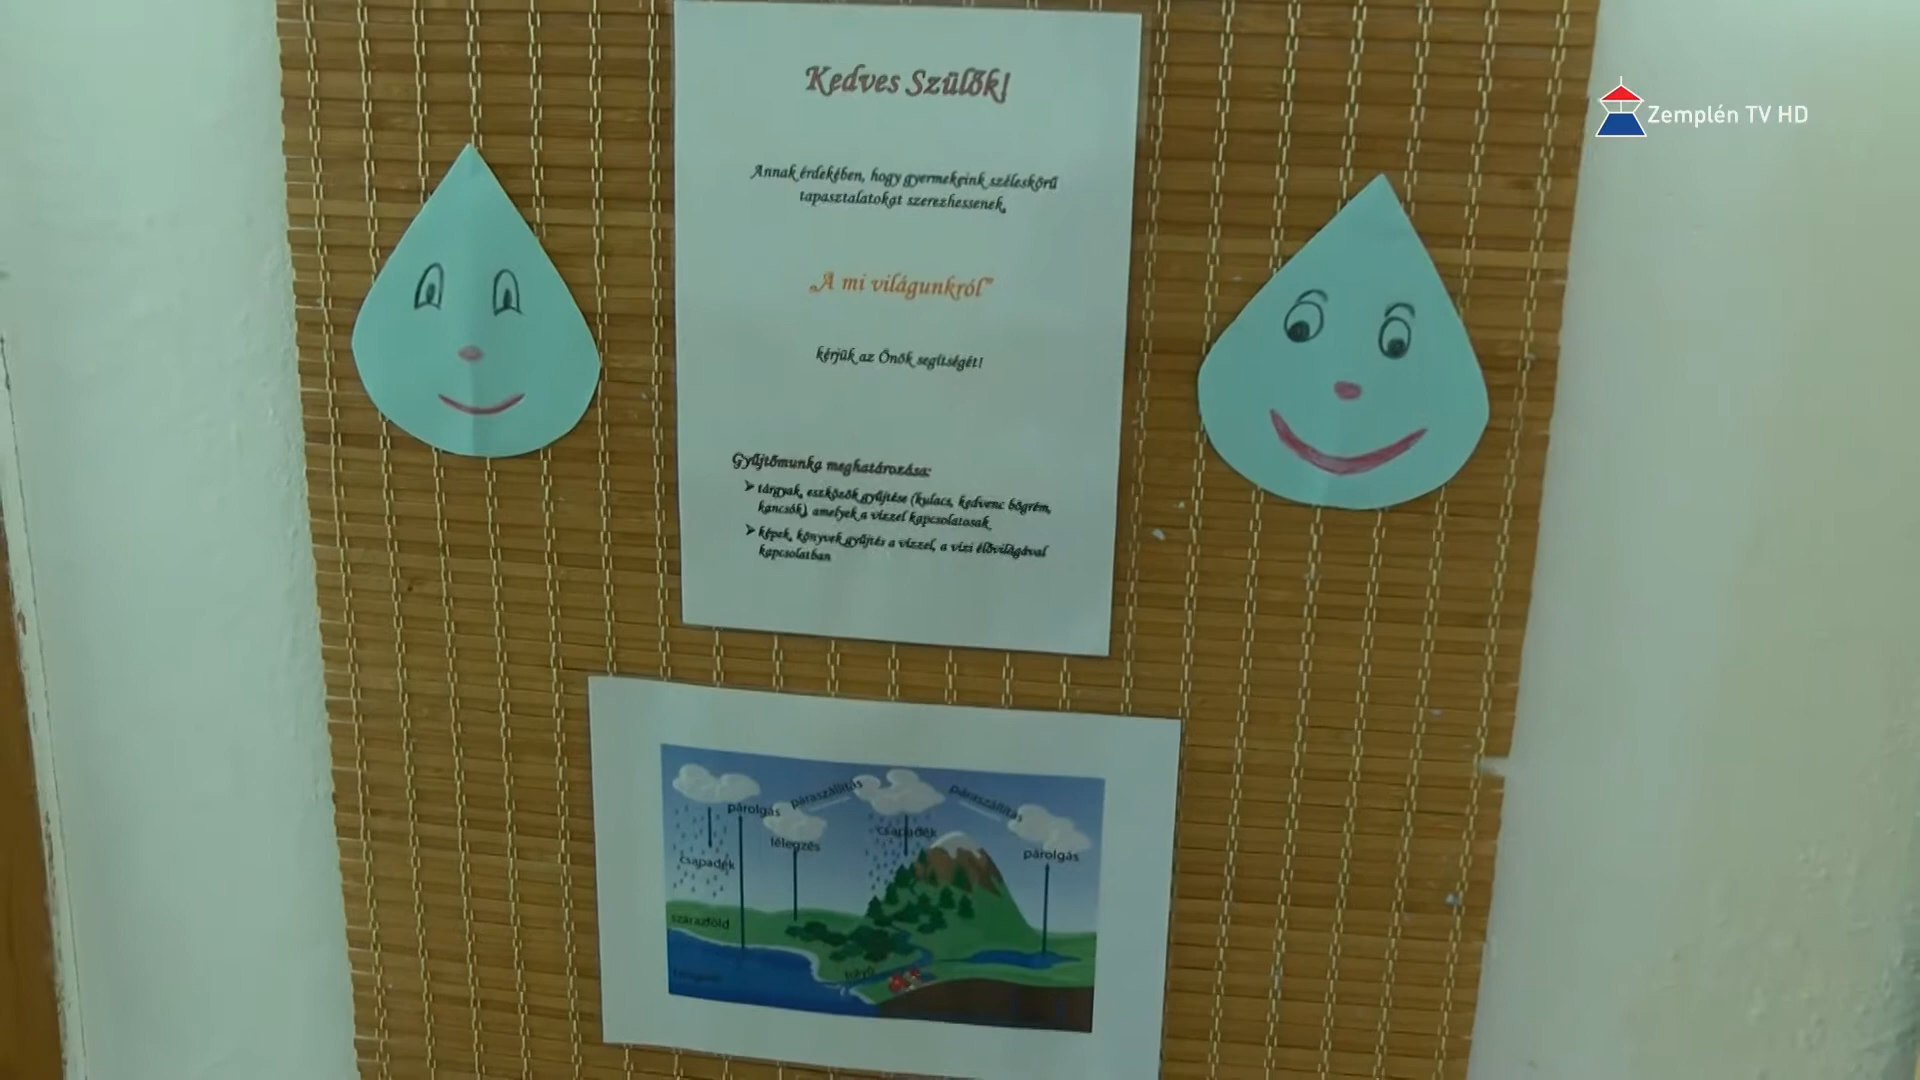 Kedves Szülők!
Zemplén TV HD
Annak érdekében, hogy gyermekeink széleskörű
tapasztalatokat szerezhessenek,
„A mi világunkról”
kérjük az Önök segítségét!
Gyűjtőmunka meghatározása:
➤ tárgyak, eszközök gyűjtése (kulacs, kedvenc bögrém,
kancsók), amelyek a vízzel kapcsolatosak
➤ képek, könyvek gyűjtés a vízzel, a vízi élővilágával
kapcsolatban
páraszállítás
páraszállítás
párolgás
csapadék
lélegzés
párolgás
csapadék
szárazföld
folyó